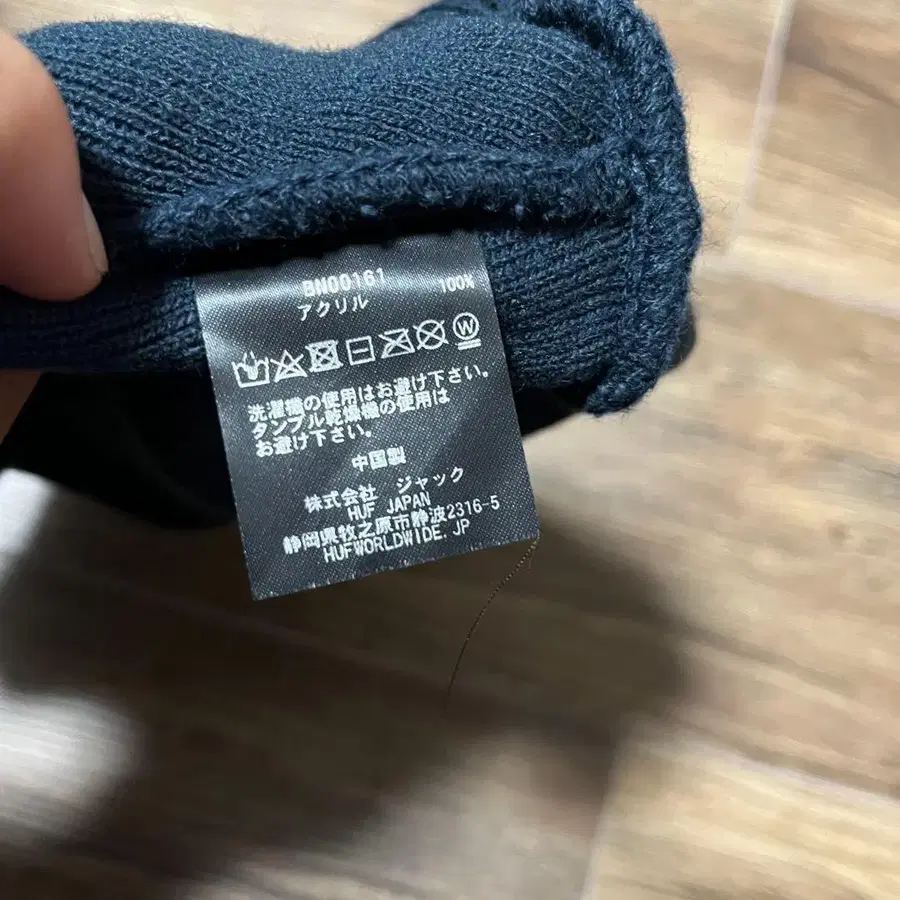 BN00161
アクリル 100%
W
洗濯機の使用はお避け下さい。
タンブル乾燥機の使用は
お避け下さい。
中国製
株式会社 ジャック
HUF JAPAN
静岡県牧之原市静波2316-5
HUFWORLDWIDE.JP